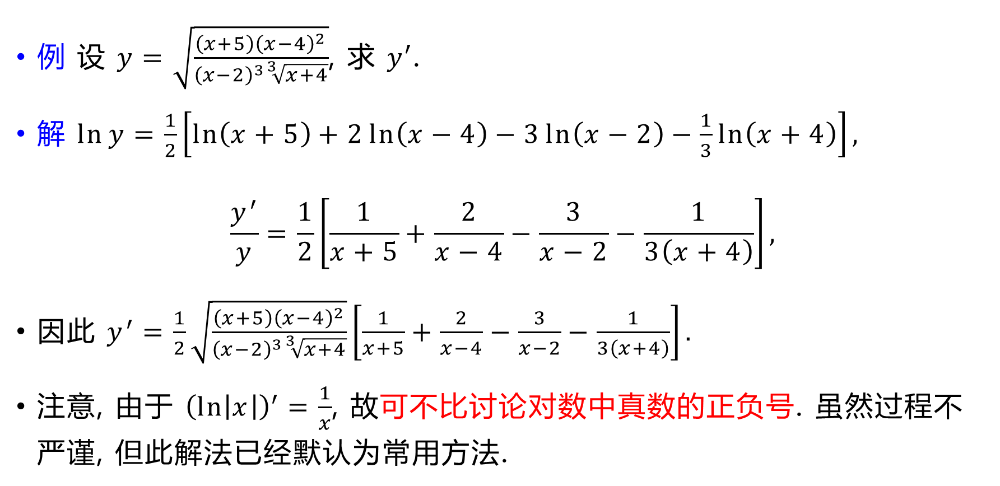 • 例 设 $y = \sqrt{\frac{(x+5)(x-4)^2}{(x-2)^3\sqrt[3]{x+4}}}$, 求 $y'$.
• 解 $\ln y = \frac{1}{2}\left[\ln(x+5)+2\ln(x-4)-3\ln(x-2)-\frac{1}{3}\ln(x+4)\right]$,
$\frac{y'}{y} = \frac{1}{2}\left[\frac{1}{x+5}+\frac{2}{x-4}-\frac{3}{x-2}-\frac{1}{3(x+4)}\right]$,
• 因此 $y' = \frac{1}{2}\sqrt{\frac{(x+5)(x-4)^2}{(x-2)^3\sqrt[3]{x+4}}}\left[\frac{1}{x+5}+\frac{2}{x-4}-\frac{3}{x-2}-\frac{1}{3(x+4)}\right]$.
• 注意, 由于 $(\ln|x|)' = \frac{1}{x}$, 故可不比讨论对数中真数的正负号. 虽然过程不
严谨, 但此解法已经默认为常用方法.